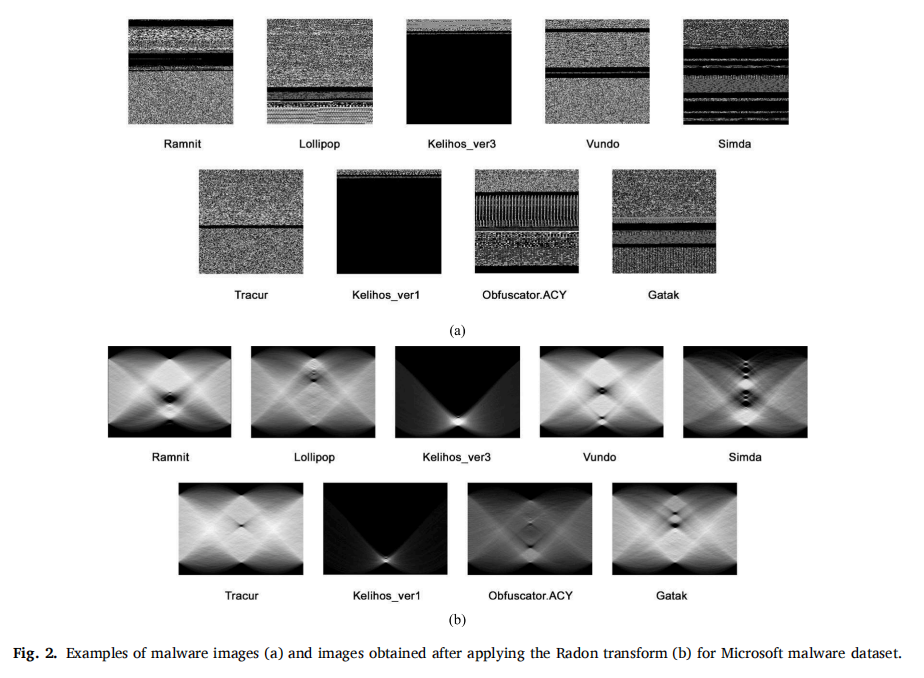 Ramnit Lollipop Kelihos_ver3 Vundo Simda
Tracur Kelihos_ver1 Obfuscator.ACY Gatak
(a)
Ramnit Lollipop Kelihos_ver3 Vundo Simda
Tracur Kelihos_ver1 Obfuscator.ACY Gatak
(b)
Fig. 2. Examples of malware images (a) and images obtained after applying the Radon transform (b) for Microsoft malware dataset.